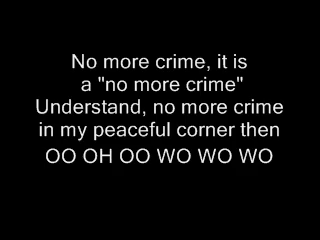 No more crime, it is
a "no more crime"
Understand, no more crime
in my peaceful corner then
OO OH OO WO WO WO